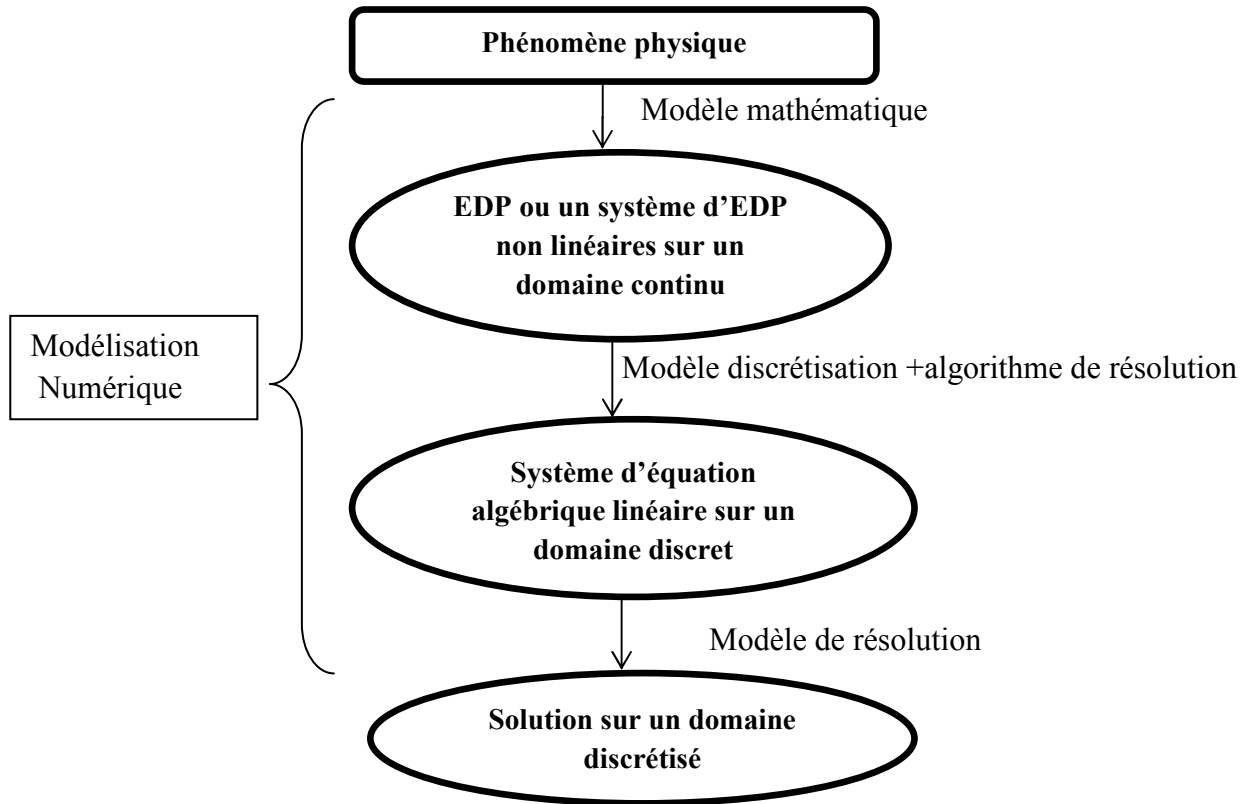 Phénomène physique
Modèle mathématique
EDP ou un système d’EDP
non linéaires sur un
domaine continu
Modélisation
Numérique
Modèle discrétisation +algorithme de résolution
Système d’équation
algébrique linéaire sur un
domaine discret
Modèle de résolution
Solution sur un domaine
discrétisé